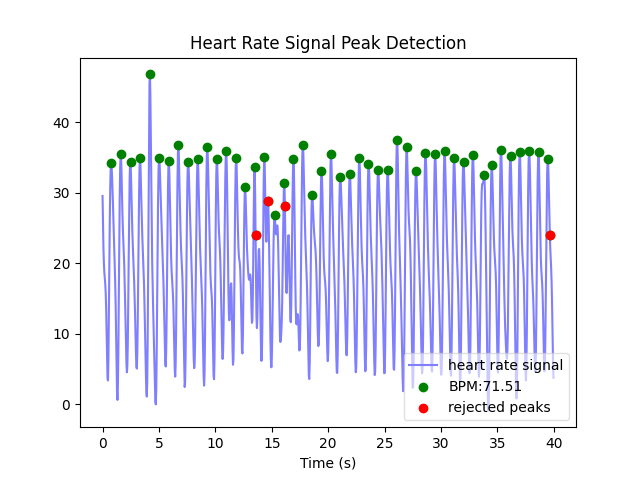 Heart Rate Signal Peak Detection
40
30
20
10
0
heart rate signal
BPM:71.51
rejected peaks
0 5 10 15 20 25 30 35 40
Time (s)